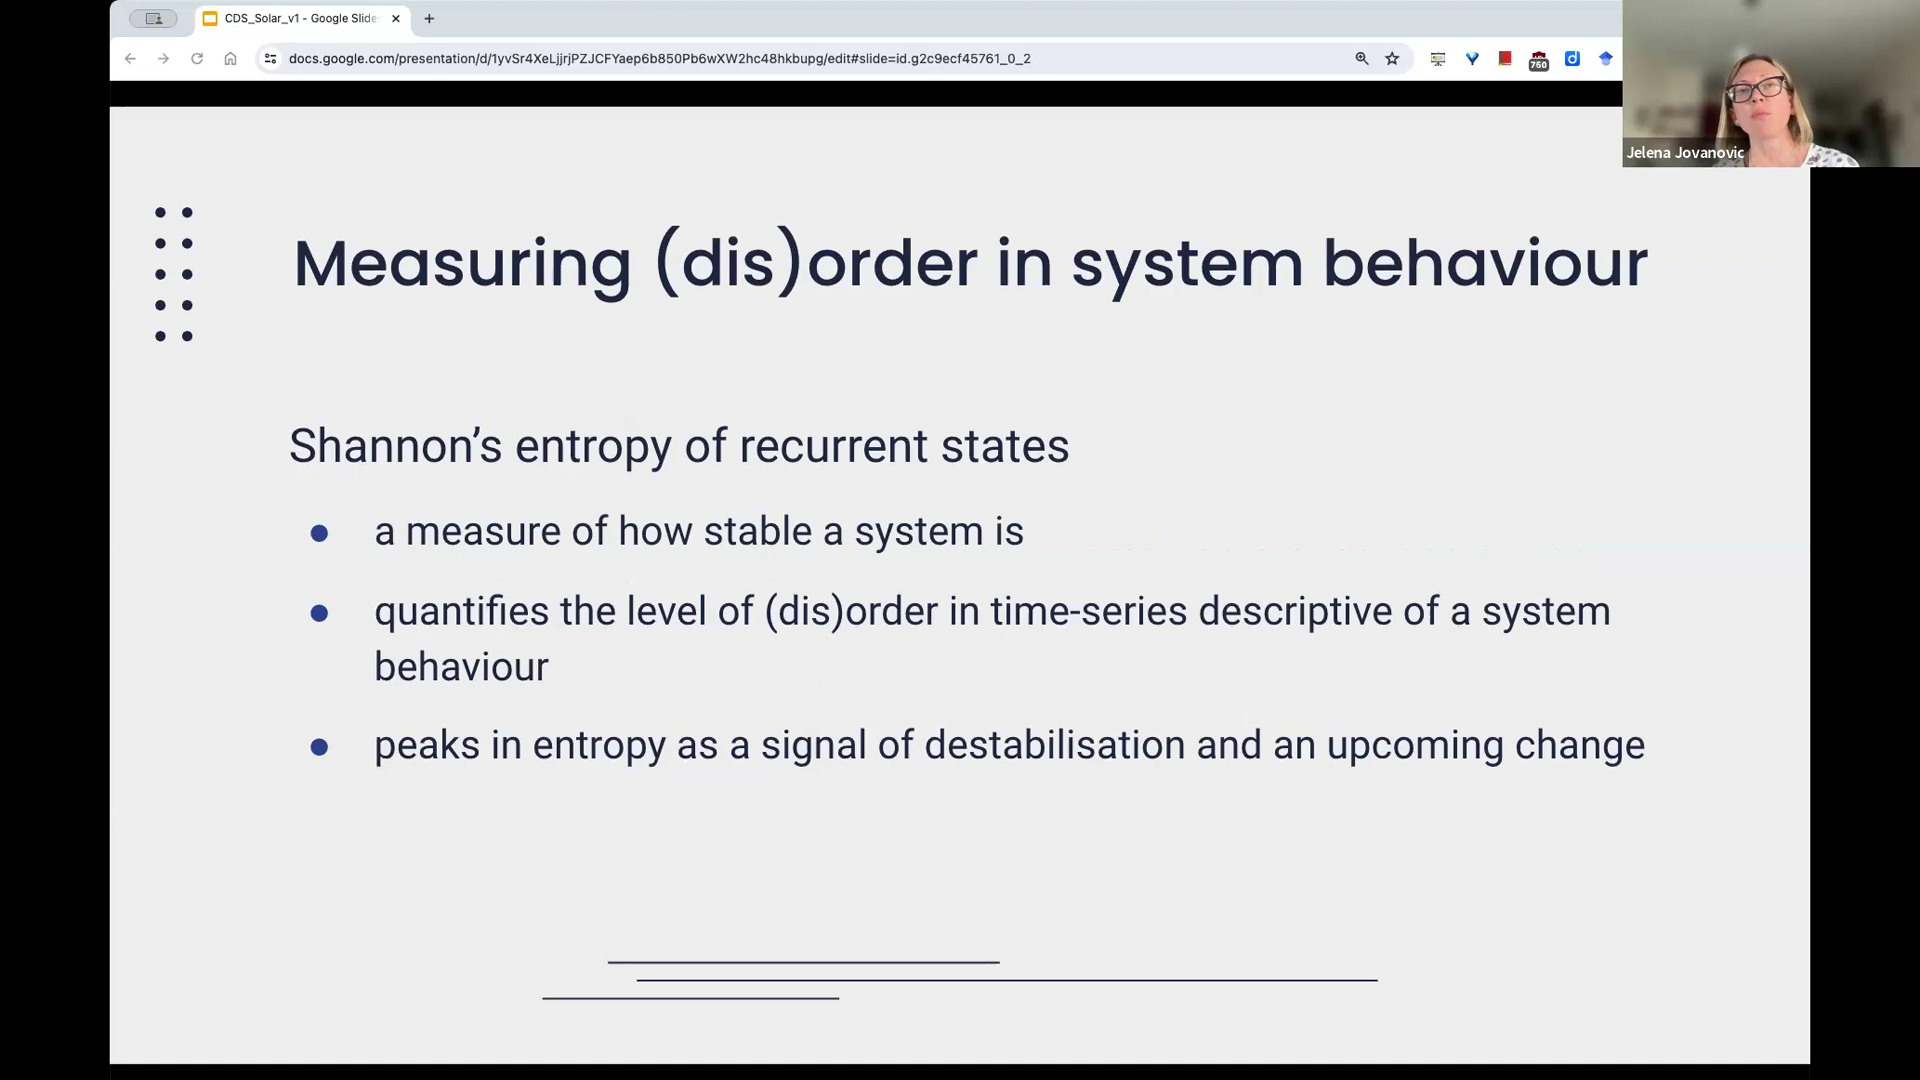 CDS_Solar_v1 - Google Slide
docs.google.com/presentation/d/1yvSr4XeLjjrjPZJCFYaep6b850Pb6wXW2hc48hkbupg/edit#slide=id.g2c9ecf45761_0_2
750
Jelena Jovanovic
Measuring (dis)order in system behaviour
Shannon’s entropy of recurrent states
● a measure of how stable a system is
● quantifies the level of (dis)order in time-series descriptive of a system
behaviour
● peaks in entropy as a signal of destabilisation and an upcoming change